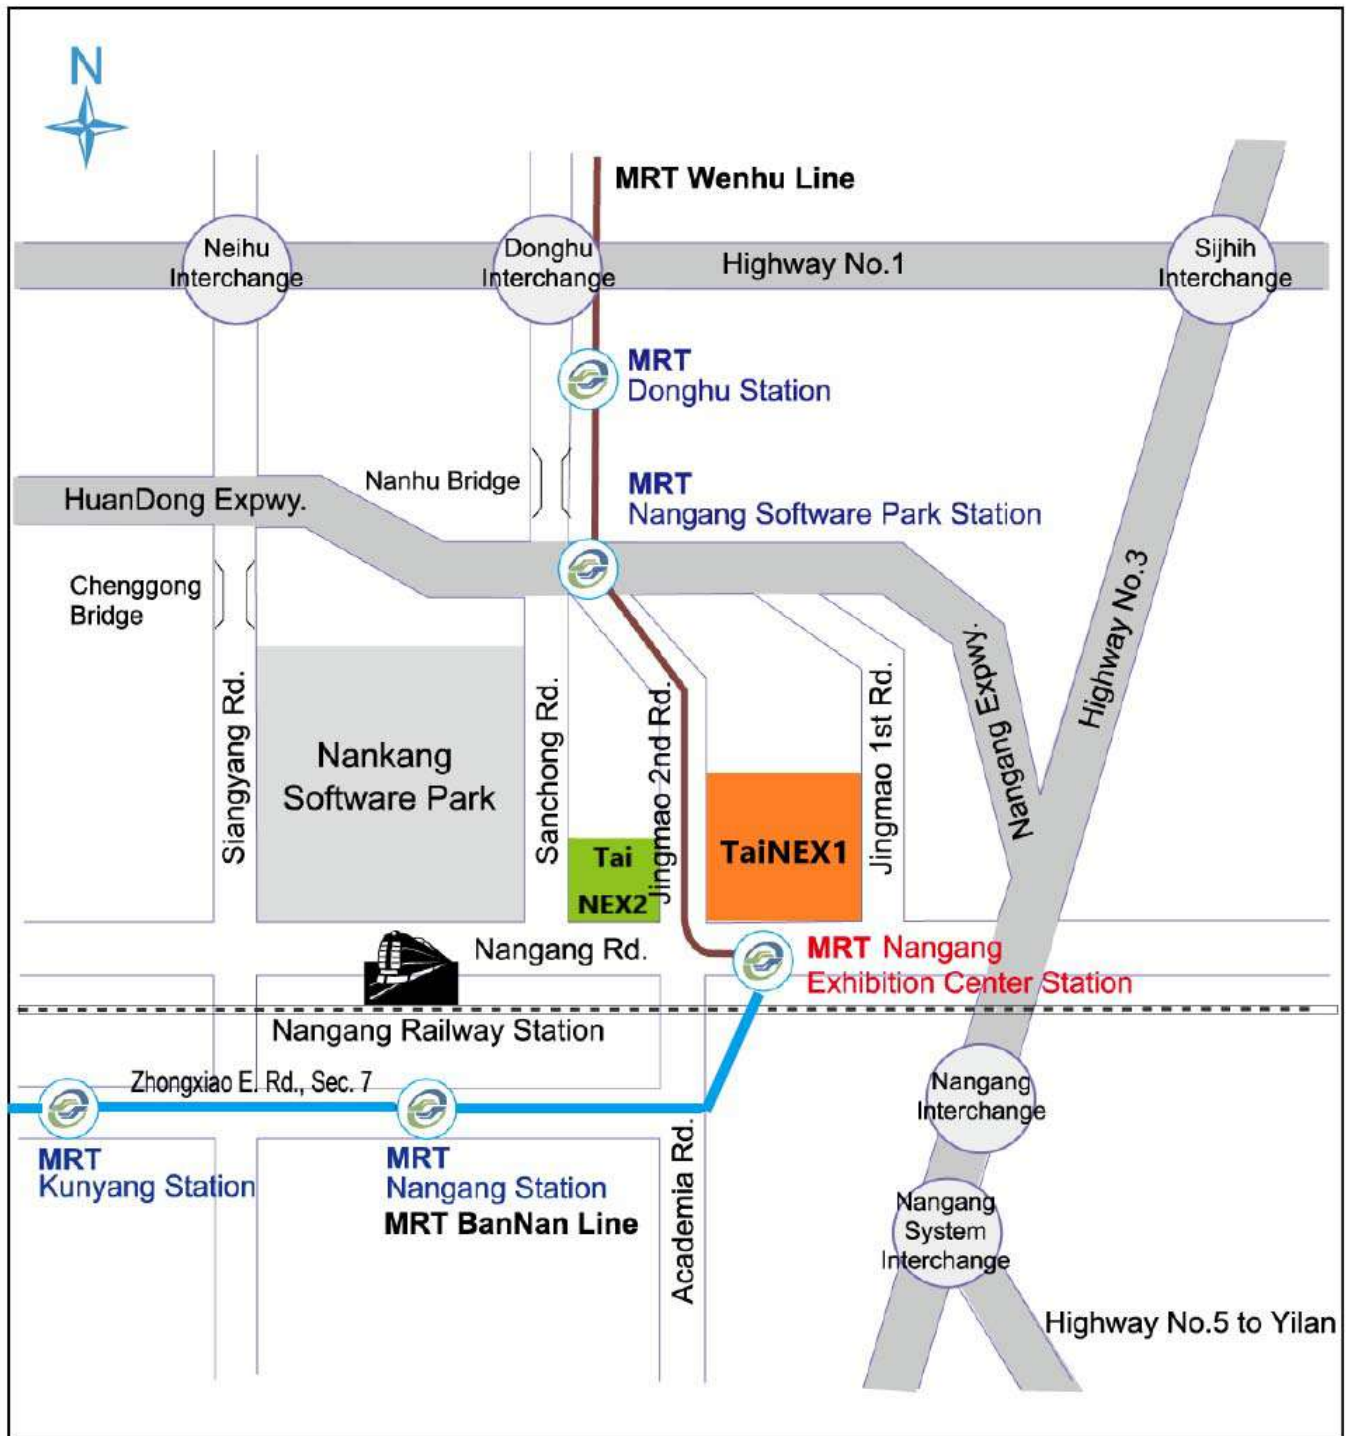 N
MRT Wenhu Line
Neihu
Interchange
Donghu
Interchange
Highway No.1
Sijhih
Interchange
MRT
Donghu Station
Nanhu Bridge
HuanDong Expwy.
MRT
Nangang Software Park Station
Chenggong
Bridge
Highway No.3
Nangang Expwy.
Siangyang Rd.
Nankang
Software Park
Sanchong Rd.
Jingmao 2nd Rd.
Jingmao 1st Rd.
Tai
NEX2
TaiNEX1
Nangang Rd.
MRT Nangang
Exhibition Center Station
Nangang Railway Station
Zhongxiao E. Rd., Sec. 7
Nangang
Interchange
MRT
Kunyang Station
MRT
Nangang Station
MRT BanNan Line
Academia Rd.
Nangang
System
Interchange
Highway No.5 to Yilan